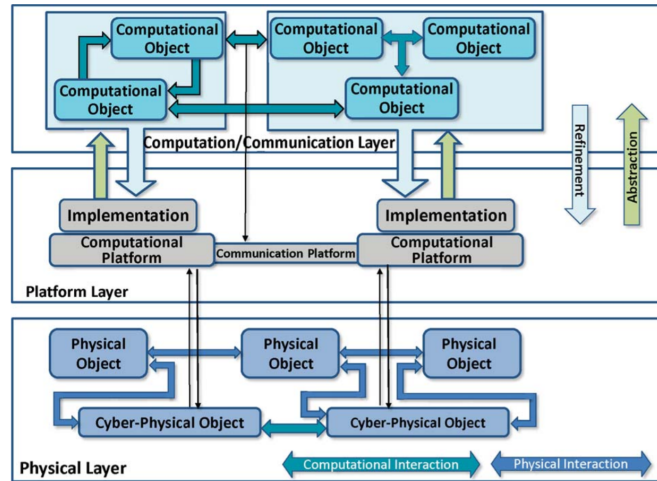 Computational
Object
Computational
Object
Computational
Object
Computational
Object
Computational
Object
Computation/Communication Layer
Refinement
Abstraction
Implementation
Implementation
Computational
Platform
Communication Platform
Computational
Platform
Platform Layer
Physical
Object
Physical
Object
Physical
Object
Cyber-Physical Object
Cyber-Physical Object
Physical Layer
Computational Interaction
Physical Interaction